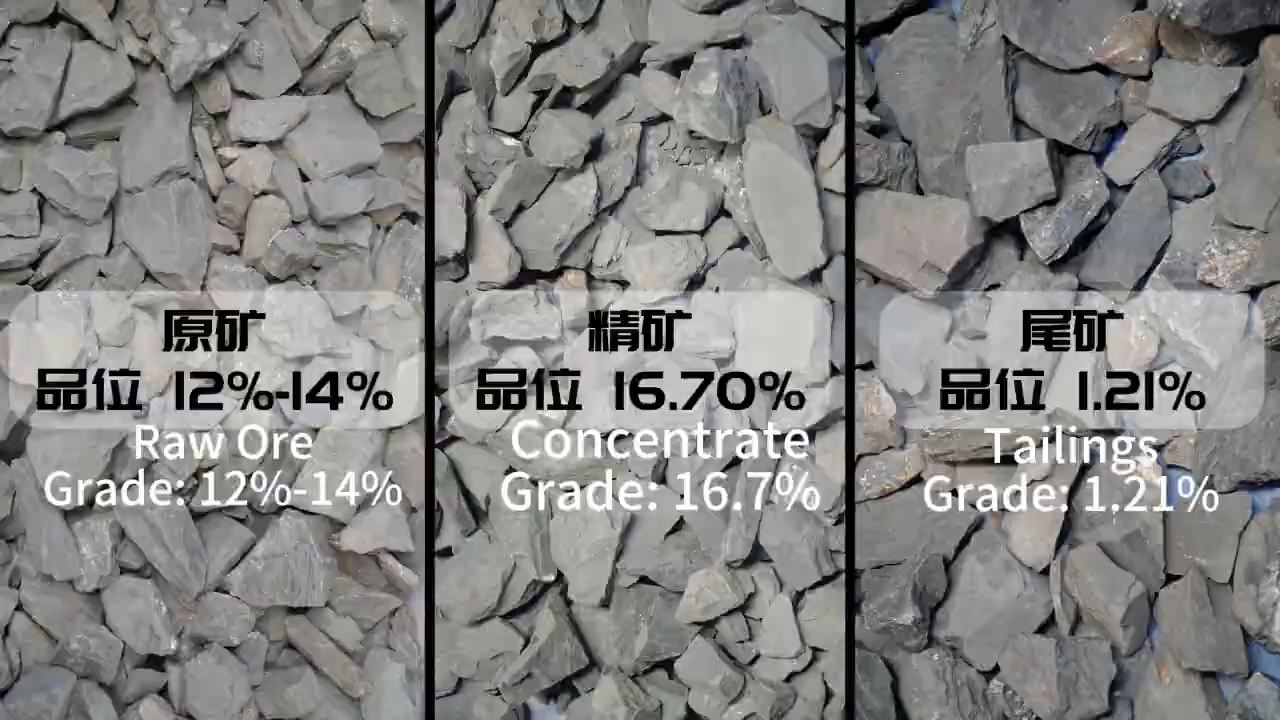 原矿
品位 12%-14%
Raw Ore
Grade: 12%-14%
精矿
品位 16.70%
Concentrate
Grade: 16.7%
尾矿
品位 1.21%
Tailings
Grade: 1.21%